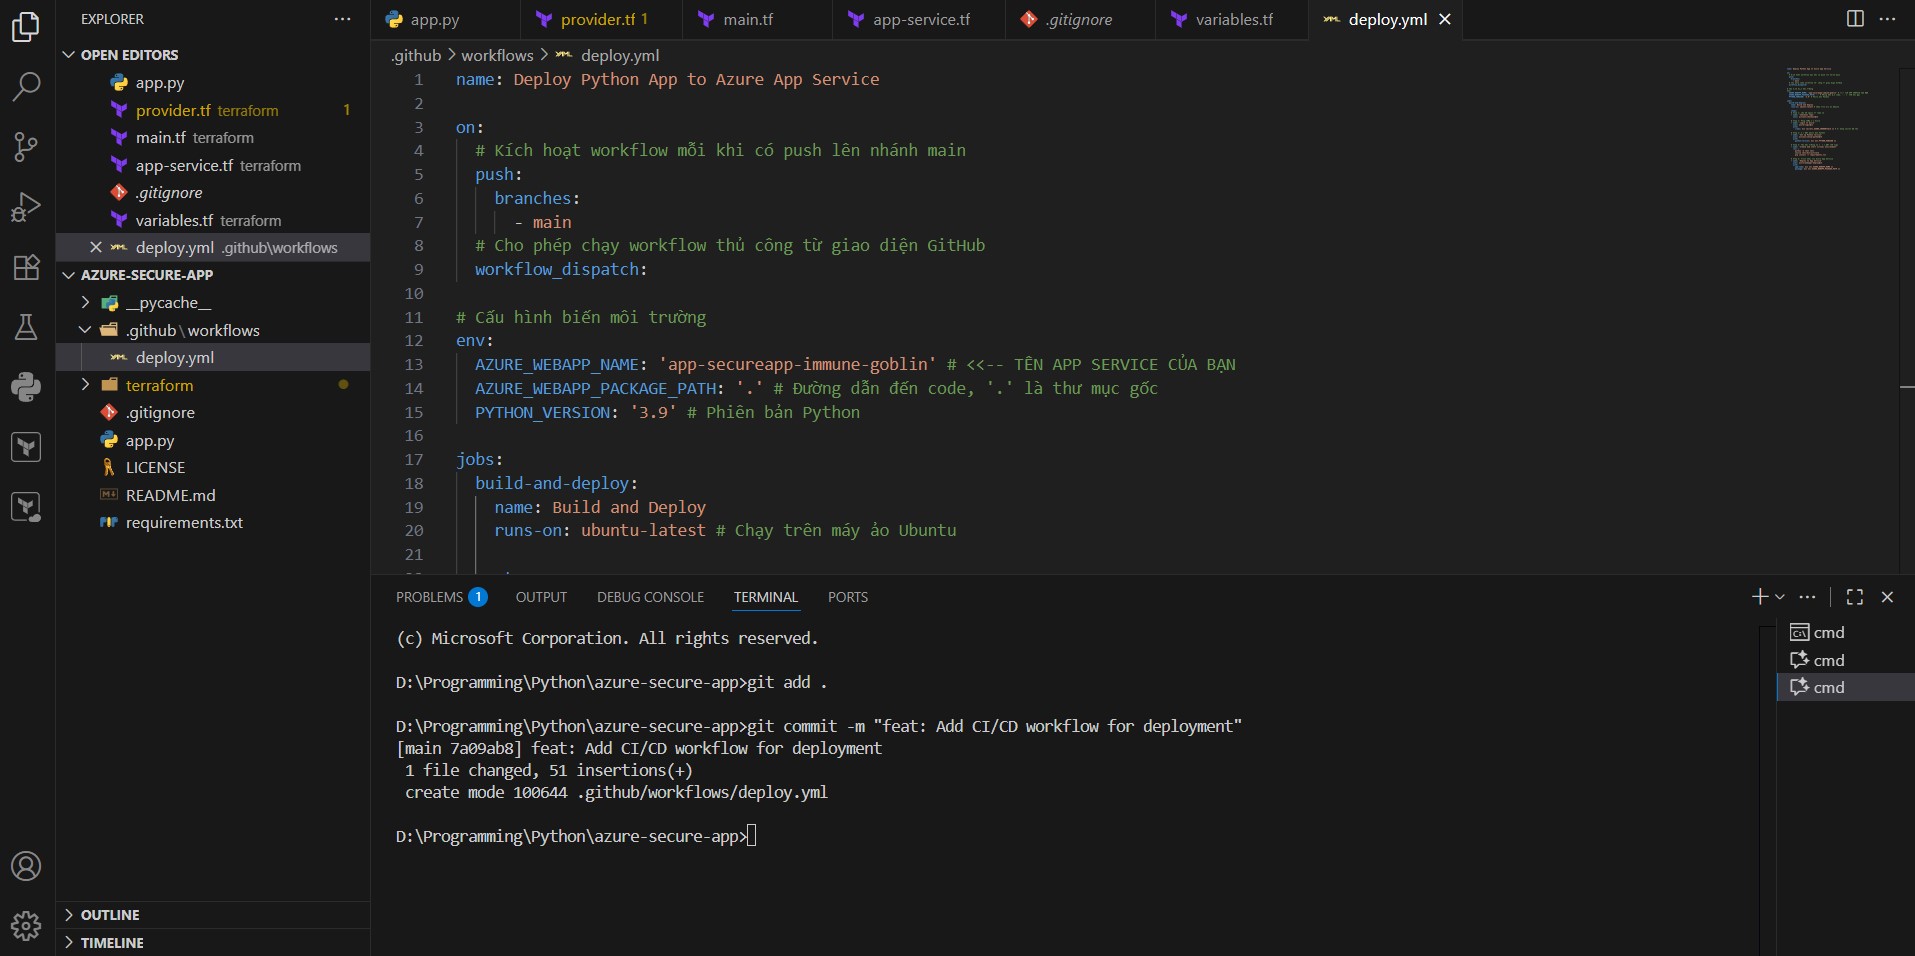 EXPLORER
OPEN EDITORS
app.py
provider.tf terraform 1
main.tf terraform
app-service.tf terraform
.gitignore
variables.tf terraform
deploy.yml .github\workflows
AZURE-SECURE-APP
__pycache__
.github\workflows
deploy.yml
terraform
.gitignore
app.py
LICENSE
README.md
requirements.txt
OUTLINE
TIMELINE
app.py provider.tf 1 main.tf app-service.tf .gitignore variables.tf deploy.yml
.github > workflows > deploy.yml
1 name: Deploy Python App to Azure App Service
2
3 on:
4 # Kích hoạt workflow mỗi khi có push lên nhánh main
5 push:
6 branches:
7 - main
8 # Cho phép chạy workflow thủ công từ giao diện GitHub
9 workflow_dispatch:
10
11 # Cấu hình biến môi trường
12 env:
13 AZURE_WEBAPP_NAME: 'app-secureapp-immune-goblin' # <<-- TÊN APP SERVICE CỦA BẠN
14 AZURE_WEBAPP_PACKAGE_PATH: '.' # Đường dẫn đến code, '.' là thư mục gốc
15 PYTHON_VERSION: '3.9' # Phiên bản Python
16
17 jobs:
18 build-and-deploy:
19 name: Build and Deploy
20 runs-on: ubuntu-latest # Chạy trên máy ảo Ubuntu
21
PROBLEMS 1 OUTPUT DEBUG CONSOLE TERMINAL PORTS
(c) Microsoft Corporation. All rights reserved.
D:\Programming\Python\azure-secure-app>git add .
D:\Programming\Python\azure-secure-app>git commit -m "feat: Add CI/CD workflow for deployment"
[main 7a09ab8] feat: Add CI/CD workflow for deployment
1 file changed, 51 insertions(+)
create mode 100644 .github/workflows/deploy.yml
D:\Programming\Python\azure-secure-app>
cmd
cmd
cmd